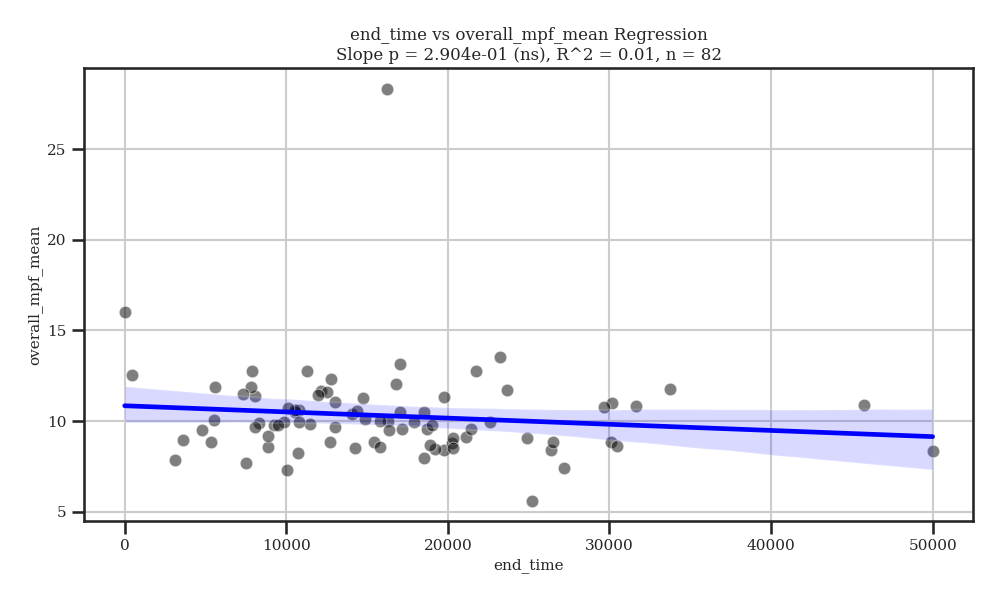 end_time vs overall_mpf_mean Regression
Slope p = 2.904e-01 (ns), R^2 = 0.01, n = 82
overall_mpf_mean
25
20
15
10
5
0
10000
20000
30000
40000
50000
end_time